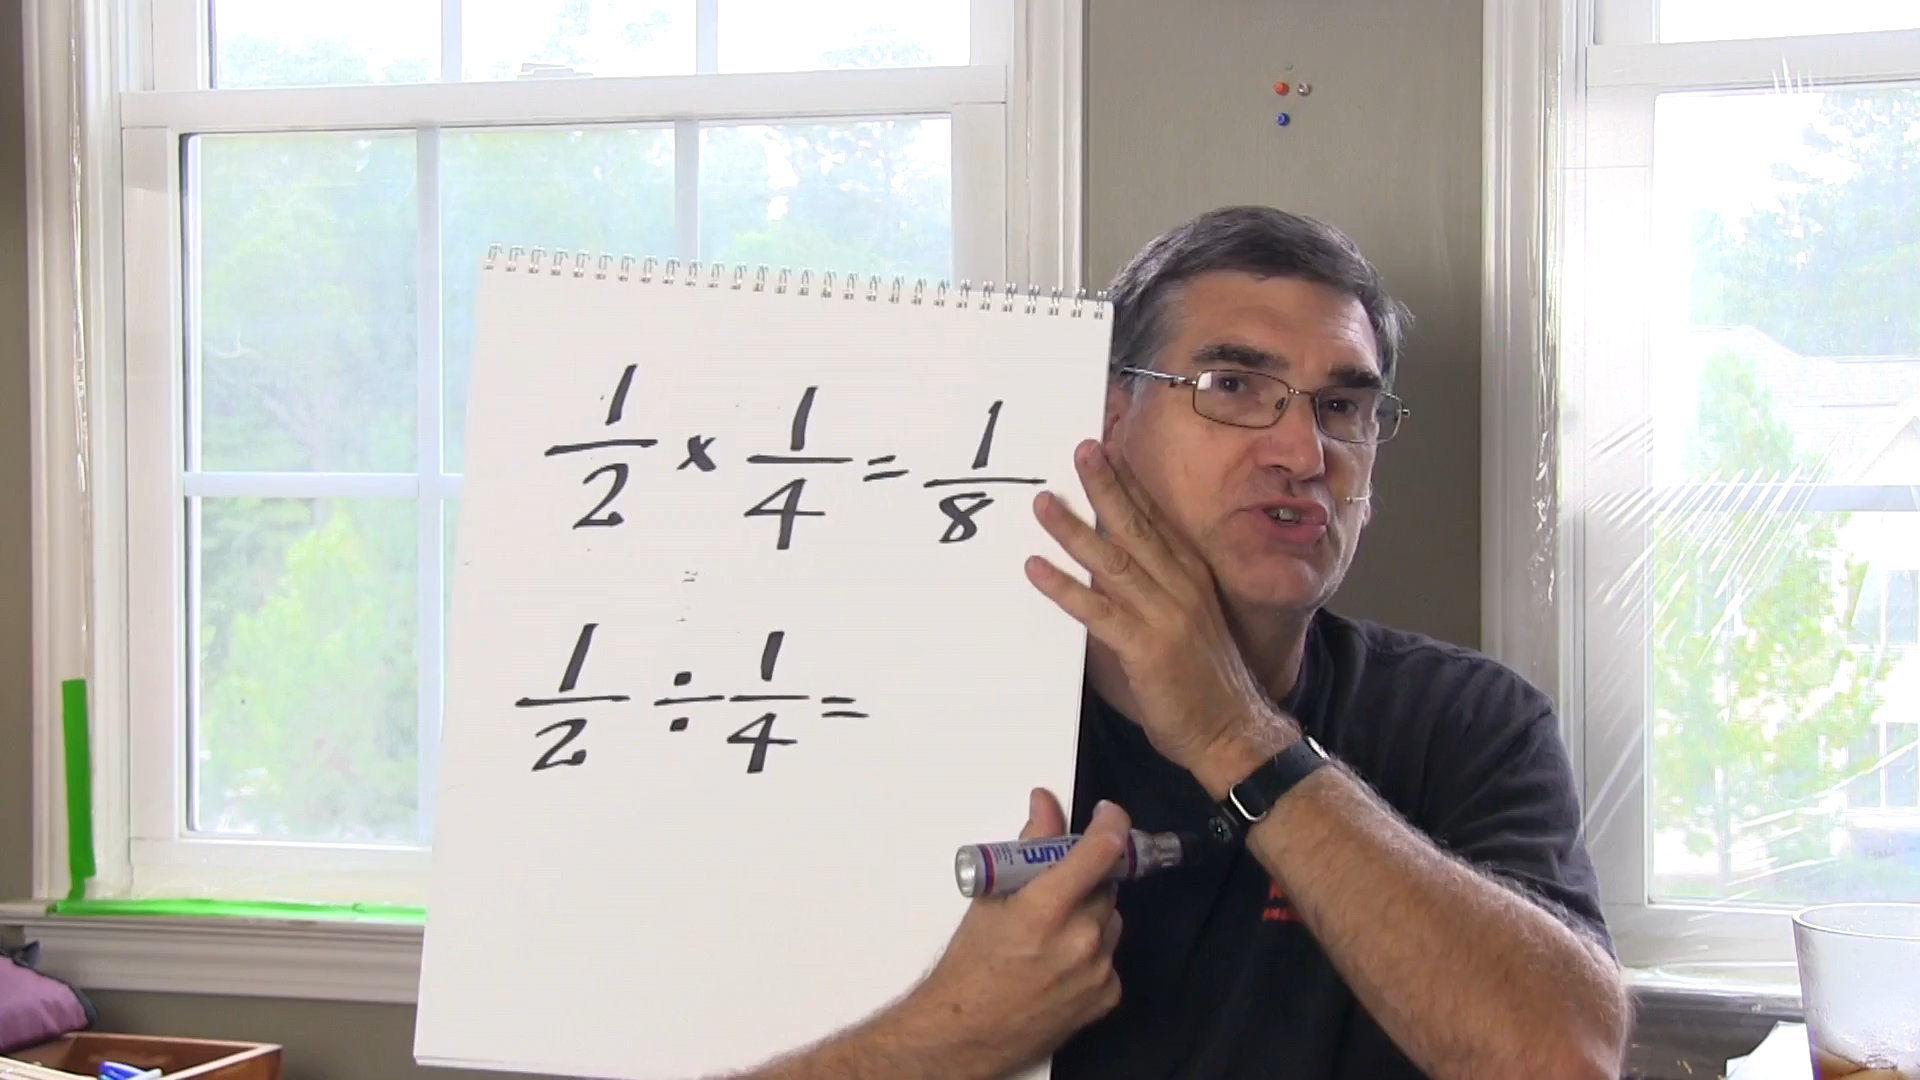 1/2 × 1/4 = 1/8
1/2 ÷ 1/4 =